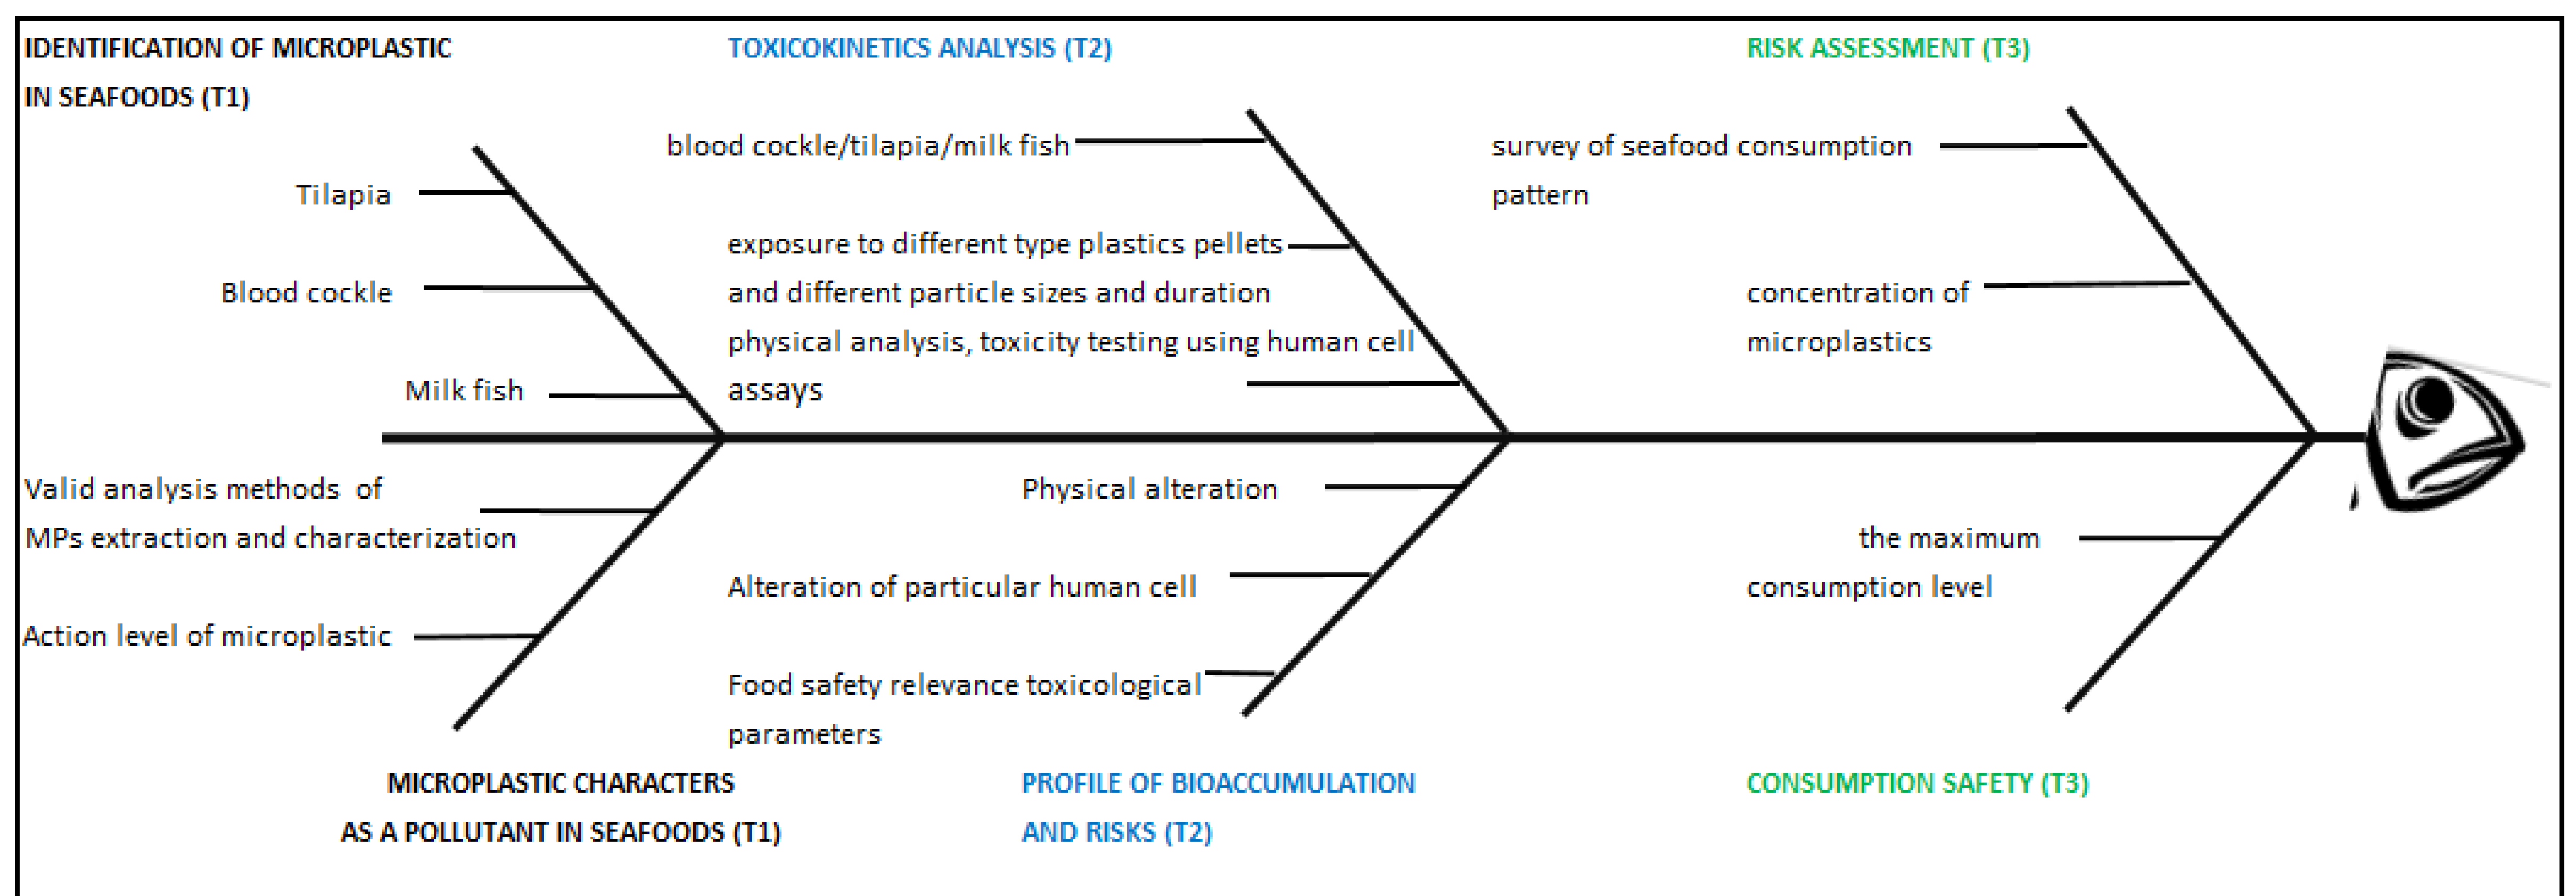 IDENTIFICATION OF MICROPLASTIC
IN SEAFOODS (T1)
Tilapia
Blood cockle
Milk fish
TOXICOKINETICS ANALYSIS (T2)
blood cockle/tilapia/milk fish
exposure to different type plastics pellets
and different particle sizes and duration
physical analysis, toxicity testing using human cell
assays
RISK ASSESSMENT (T3)
survey of seafood consumption
pattern
concentration of
microplastics
Valid analysis methods of
MPs extraction and characterization
Action level of microplastic
MICROPLASTIC CHARACTERS
AS A POLLUTANT IN SEAFOODS (T1)
Physical alteration
Alteration of particular human cell
Food safety relevance toxicological
parameters
PROFILE OF BIOACCUMULATION
AND RISKS (T2)
the maximum
consumption level
CONSUMPTION SAFETY (T3)